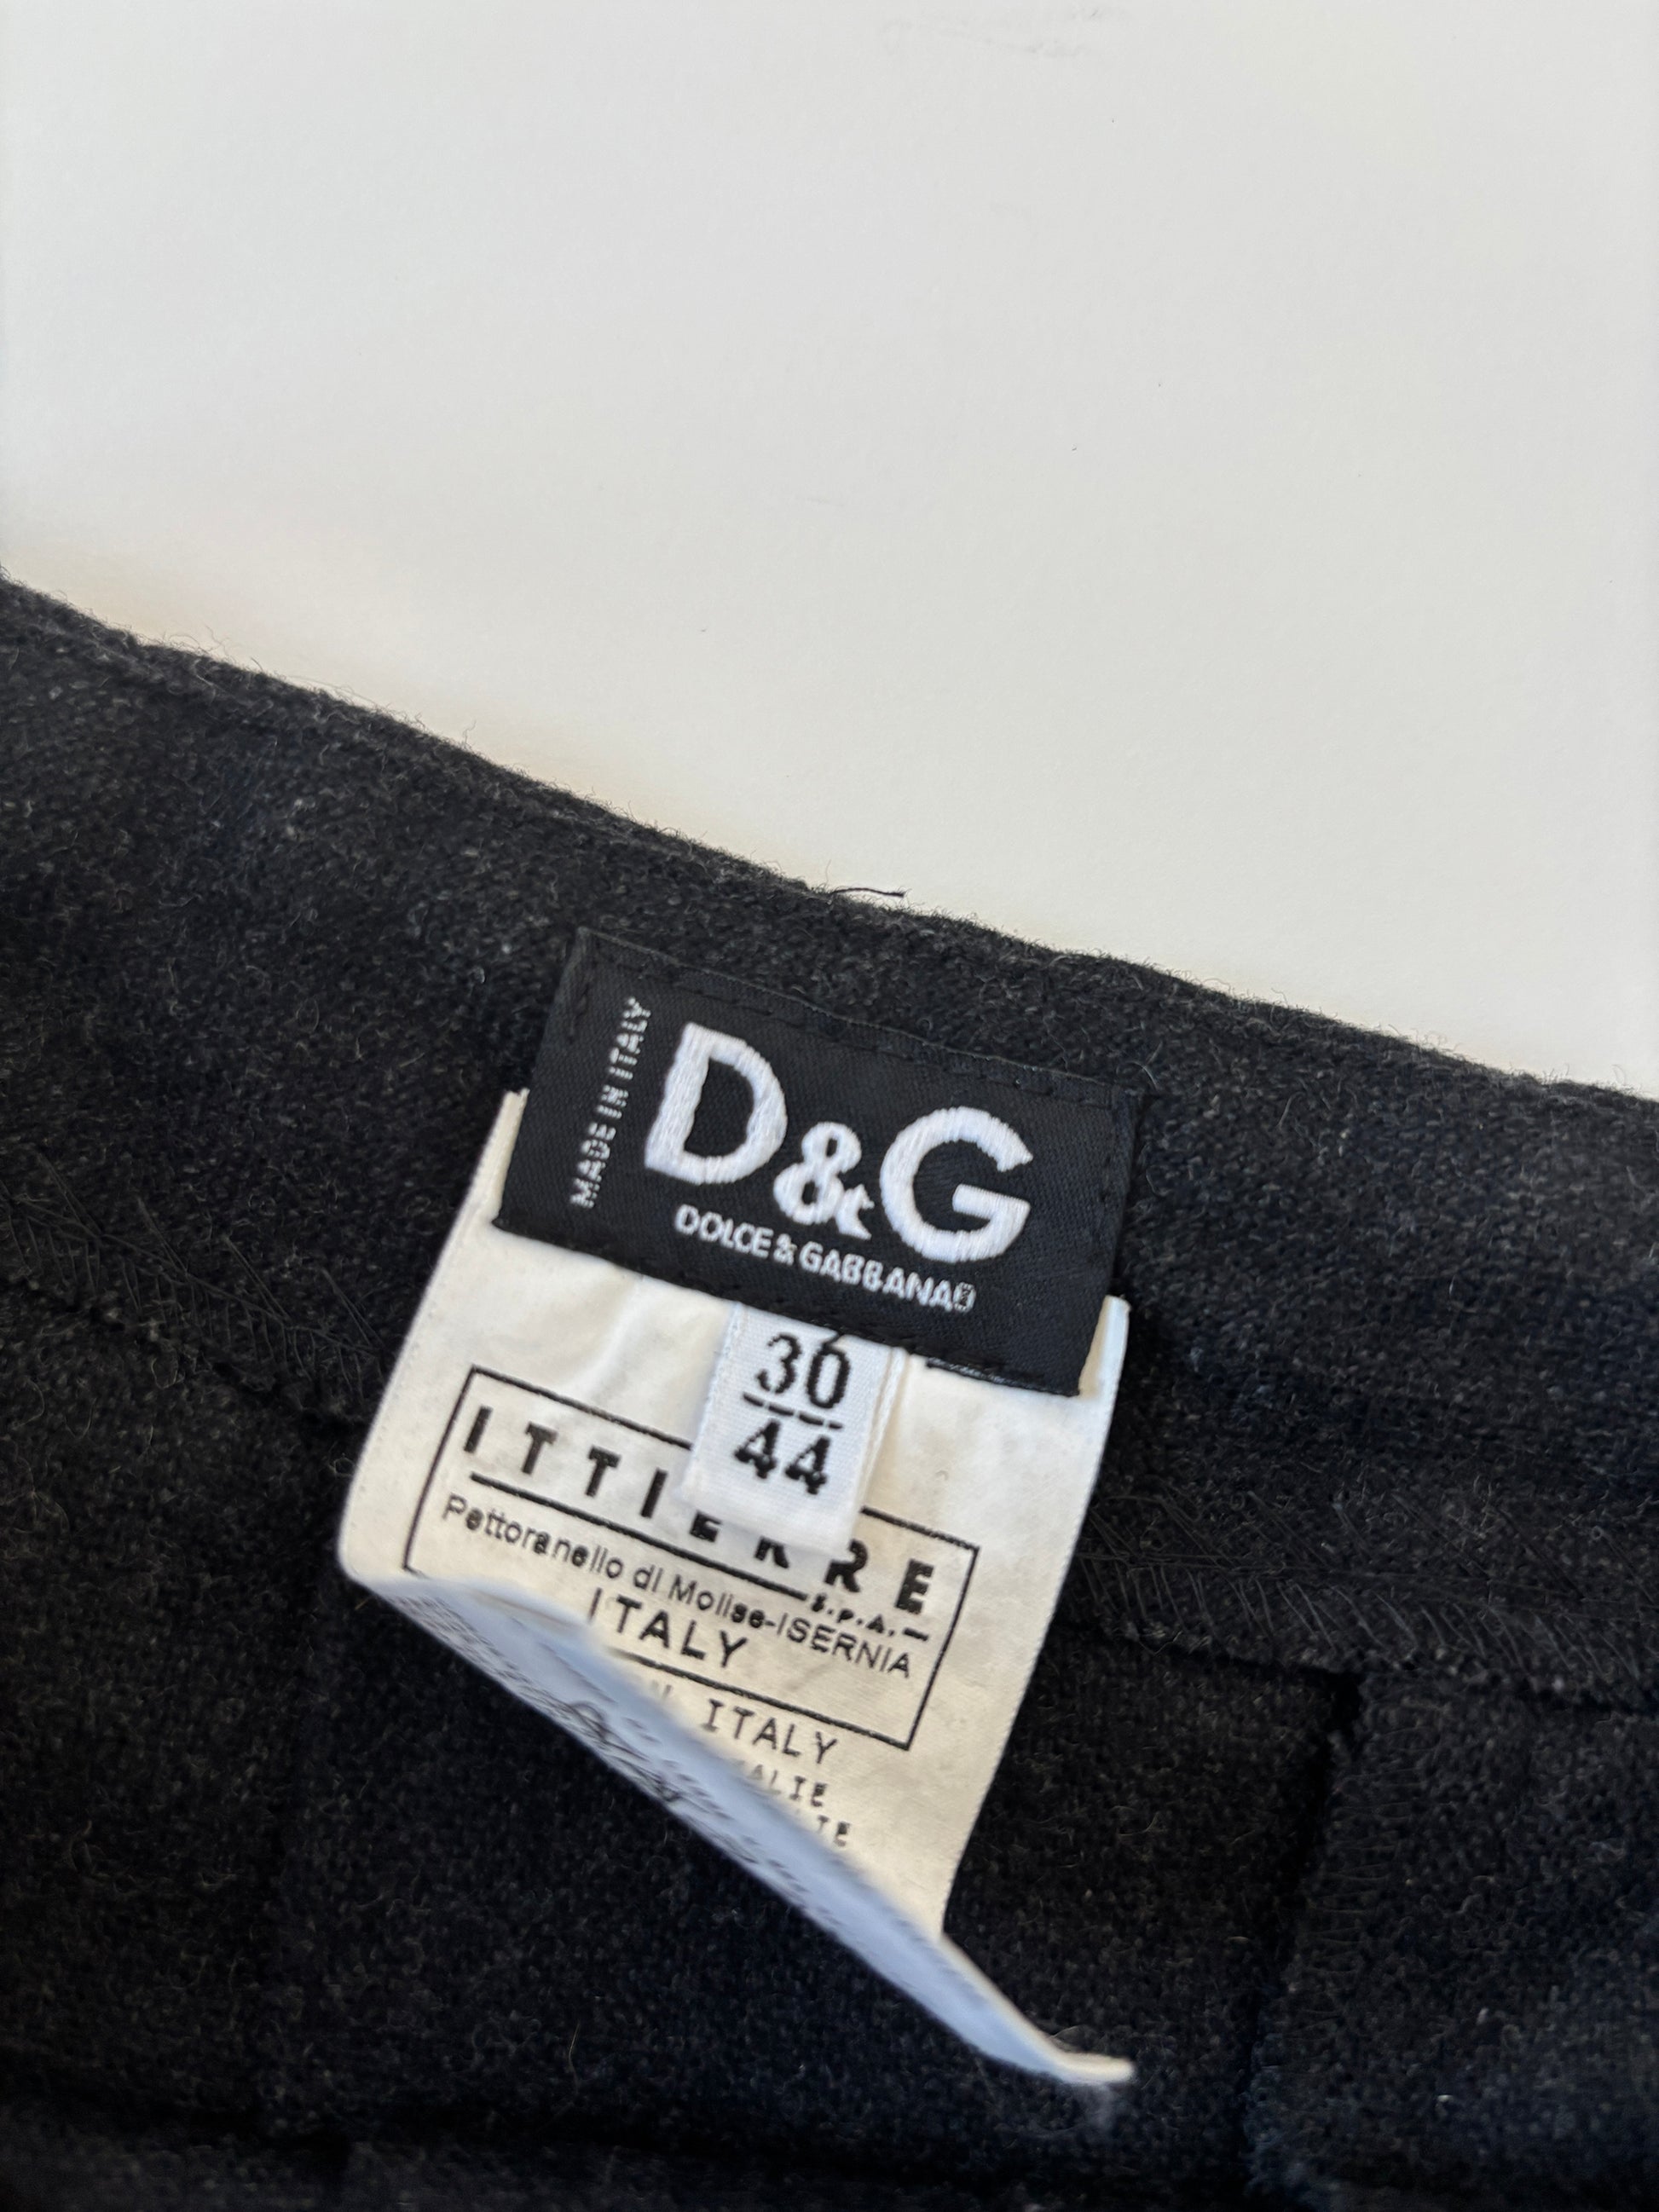 MADE IN ITALY
D&G
DOLCE & GABBANA®
30
44
ITTIERRE
S.P.A.
Pettoranello di Molise-ISERNIA
ITALY
ITALY